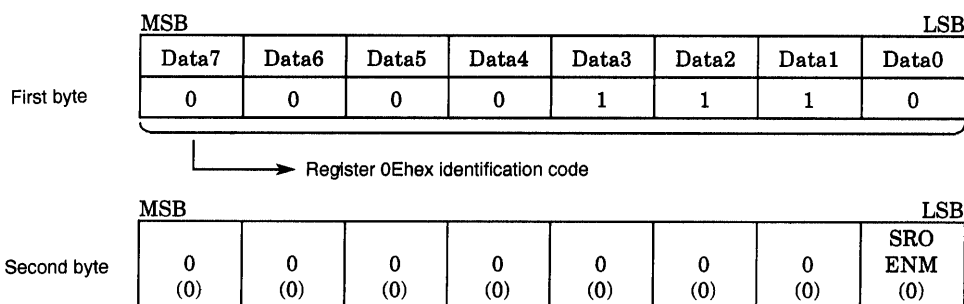 MSB LSB
Data7 Data6 Data5 Data4 Data3 Data2 Data1 Data0
First byte 0 0 0 0 1 1 1 0
Register 0Ehex identification code
MSB LSB
Second byte 0 0 0 0 0 0 0 SRO
ENM
(0) (0) (0) (0) (0) (0) (0) (0)